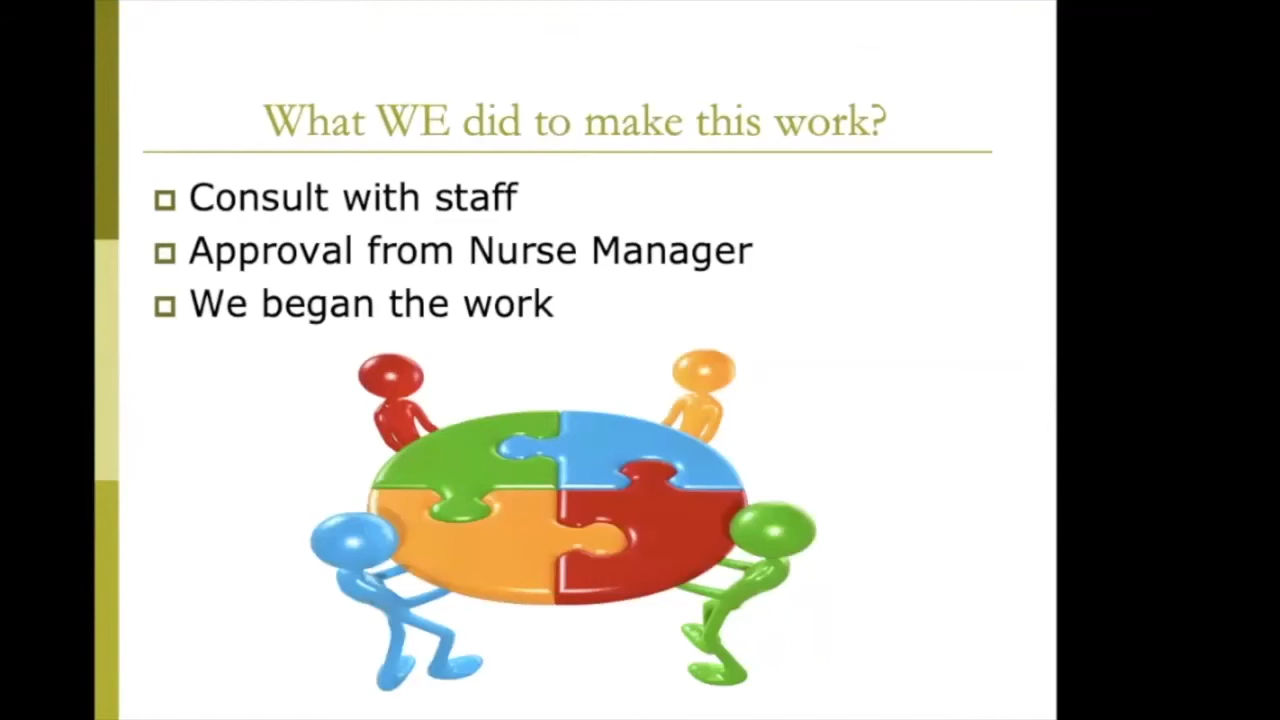 What WE did to make this work?
Consult with staff
Approval from Nurse Manager
We began the work